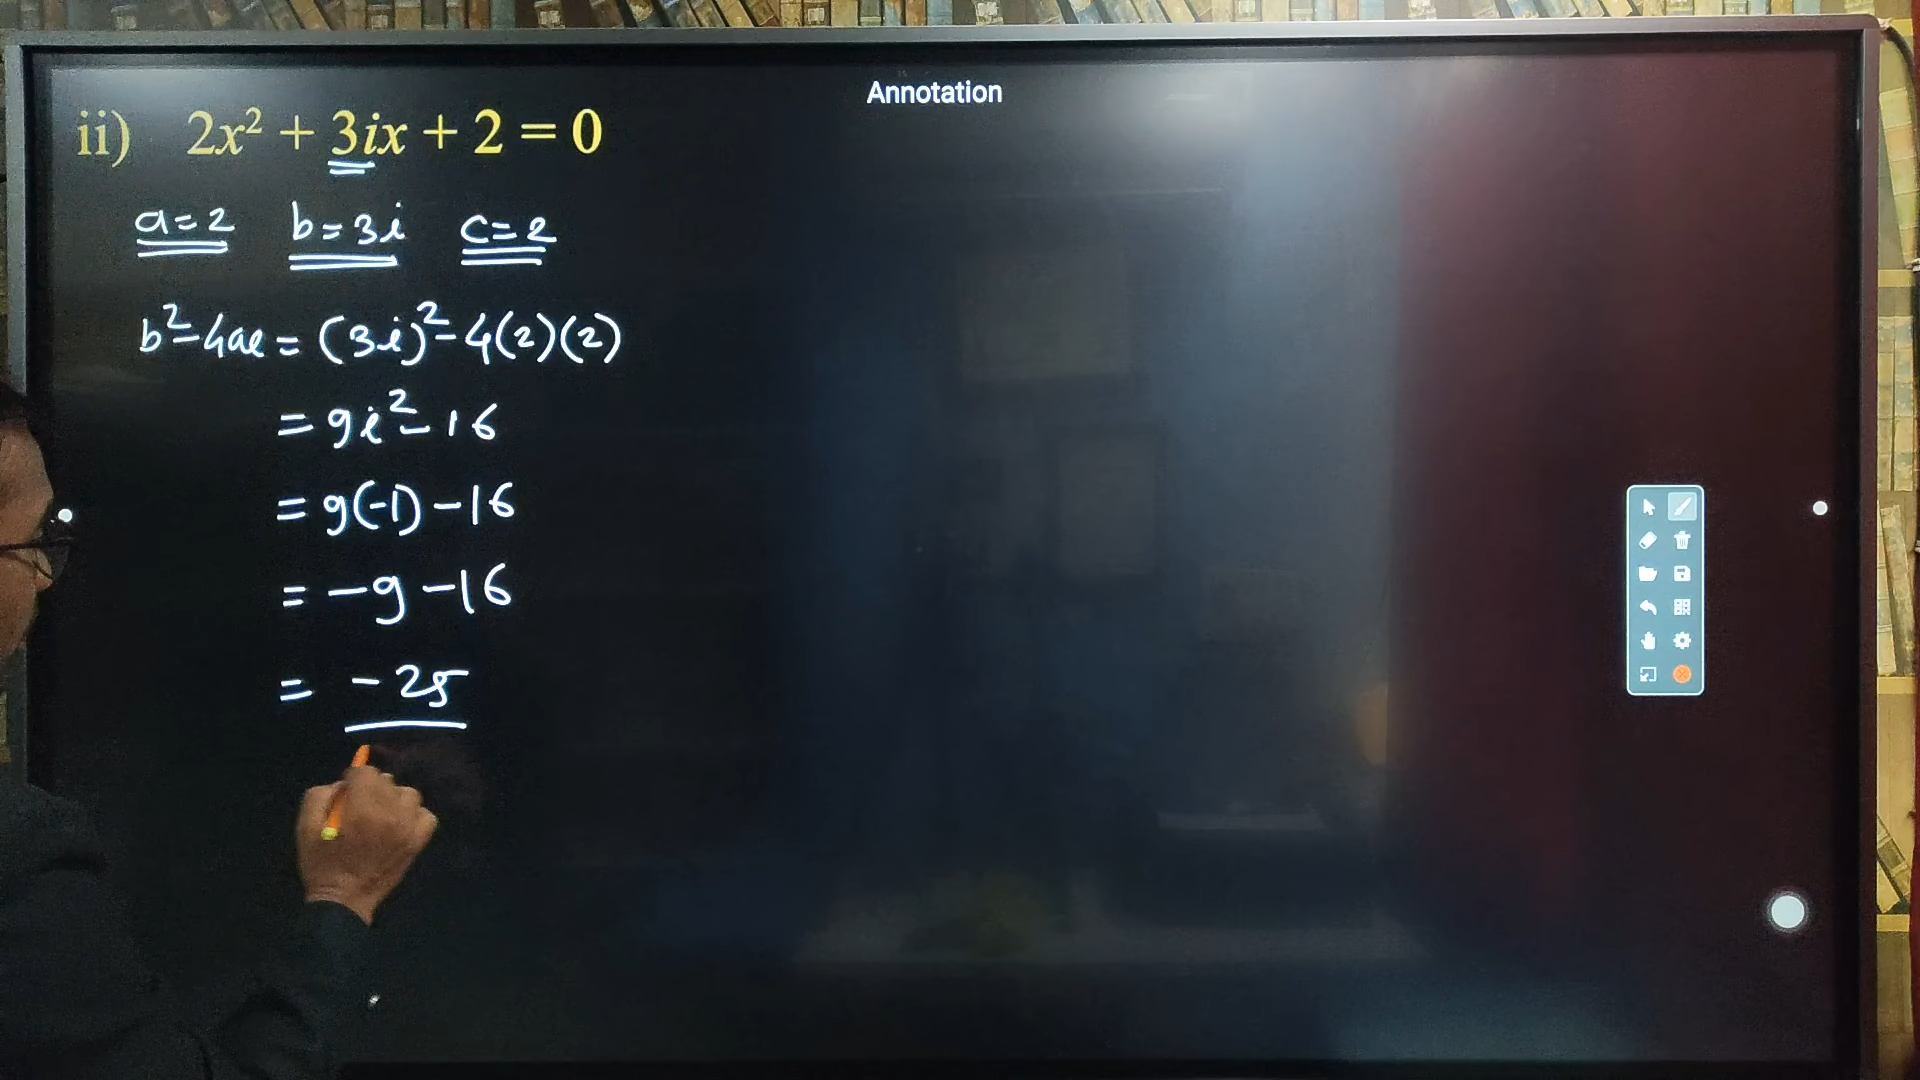 Annotation
ii) 2x² + 3ix + 2 = 0
a=2 b=3i c=2
b²-4ac = (3i)²-4(2)(2)
= 9i²-16
= 9(-1)-16
= -9-16
= -25